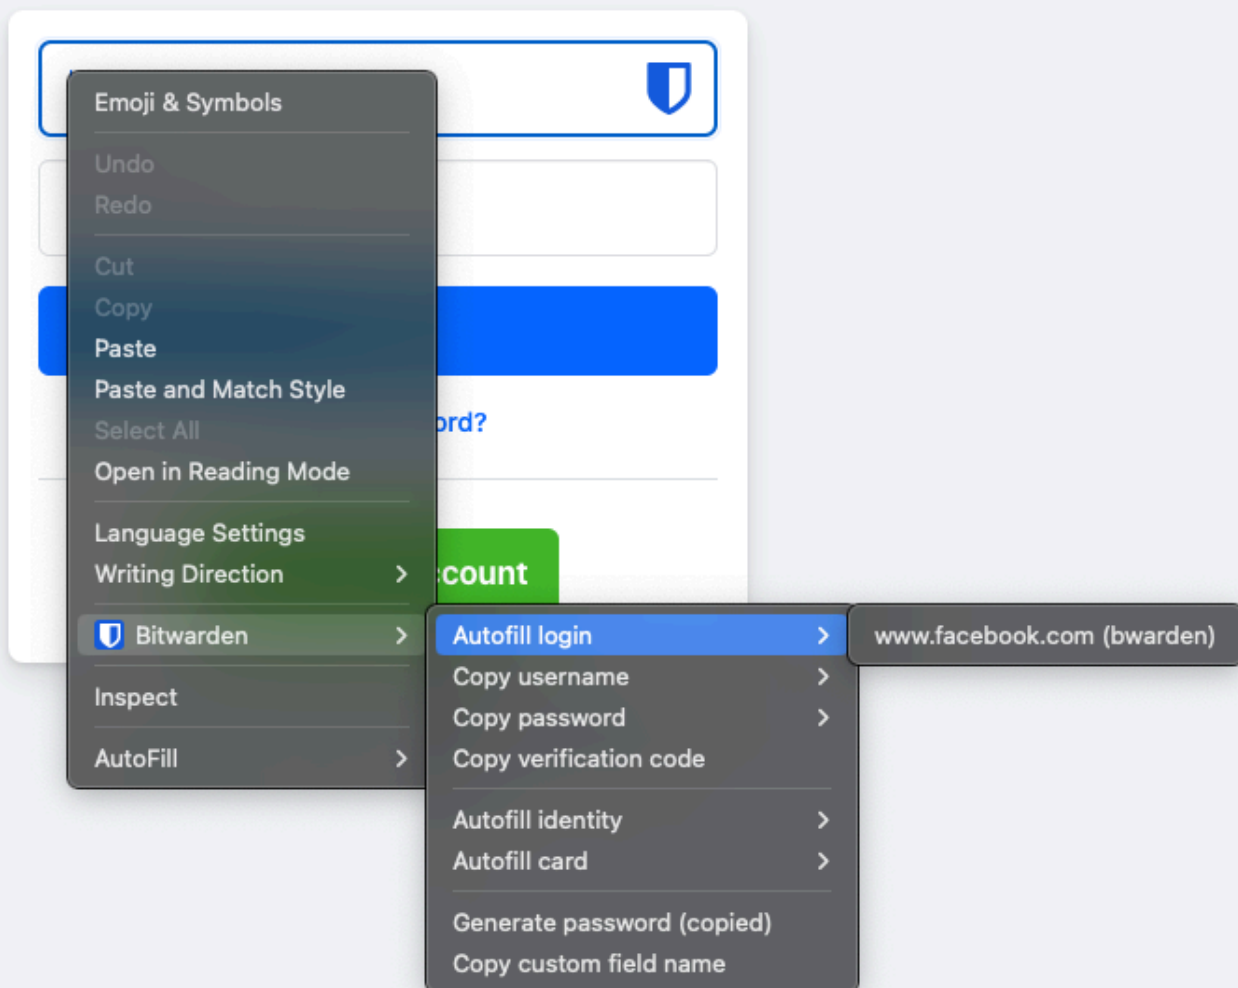 Emoji & Symbols
Undo
Redo
Cut
Copy
Paste
Paste and Match Style
Select All
Open in Reading Mode
Language Settings
Writing Direction
Bitwarden
Inspect
AutoFill
ord?
count
Autofill login
Copy username
Copy password
Copy verification code
Autofill identity
Autofill card
Generate password (copied)
Copy custom field name
www.facebook.com (bwarden)